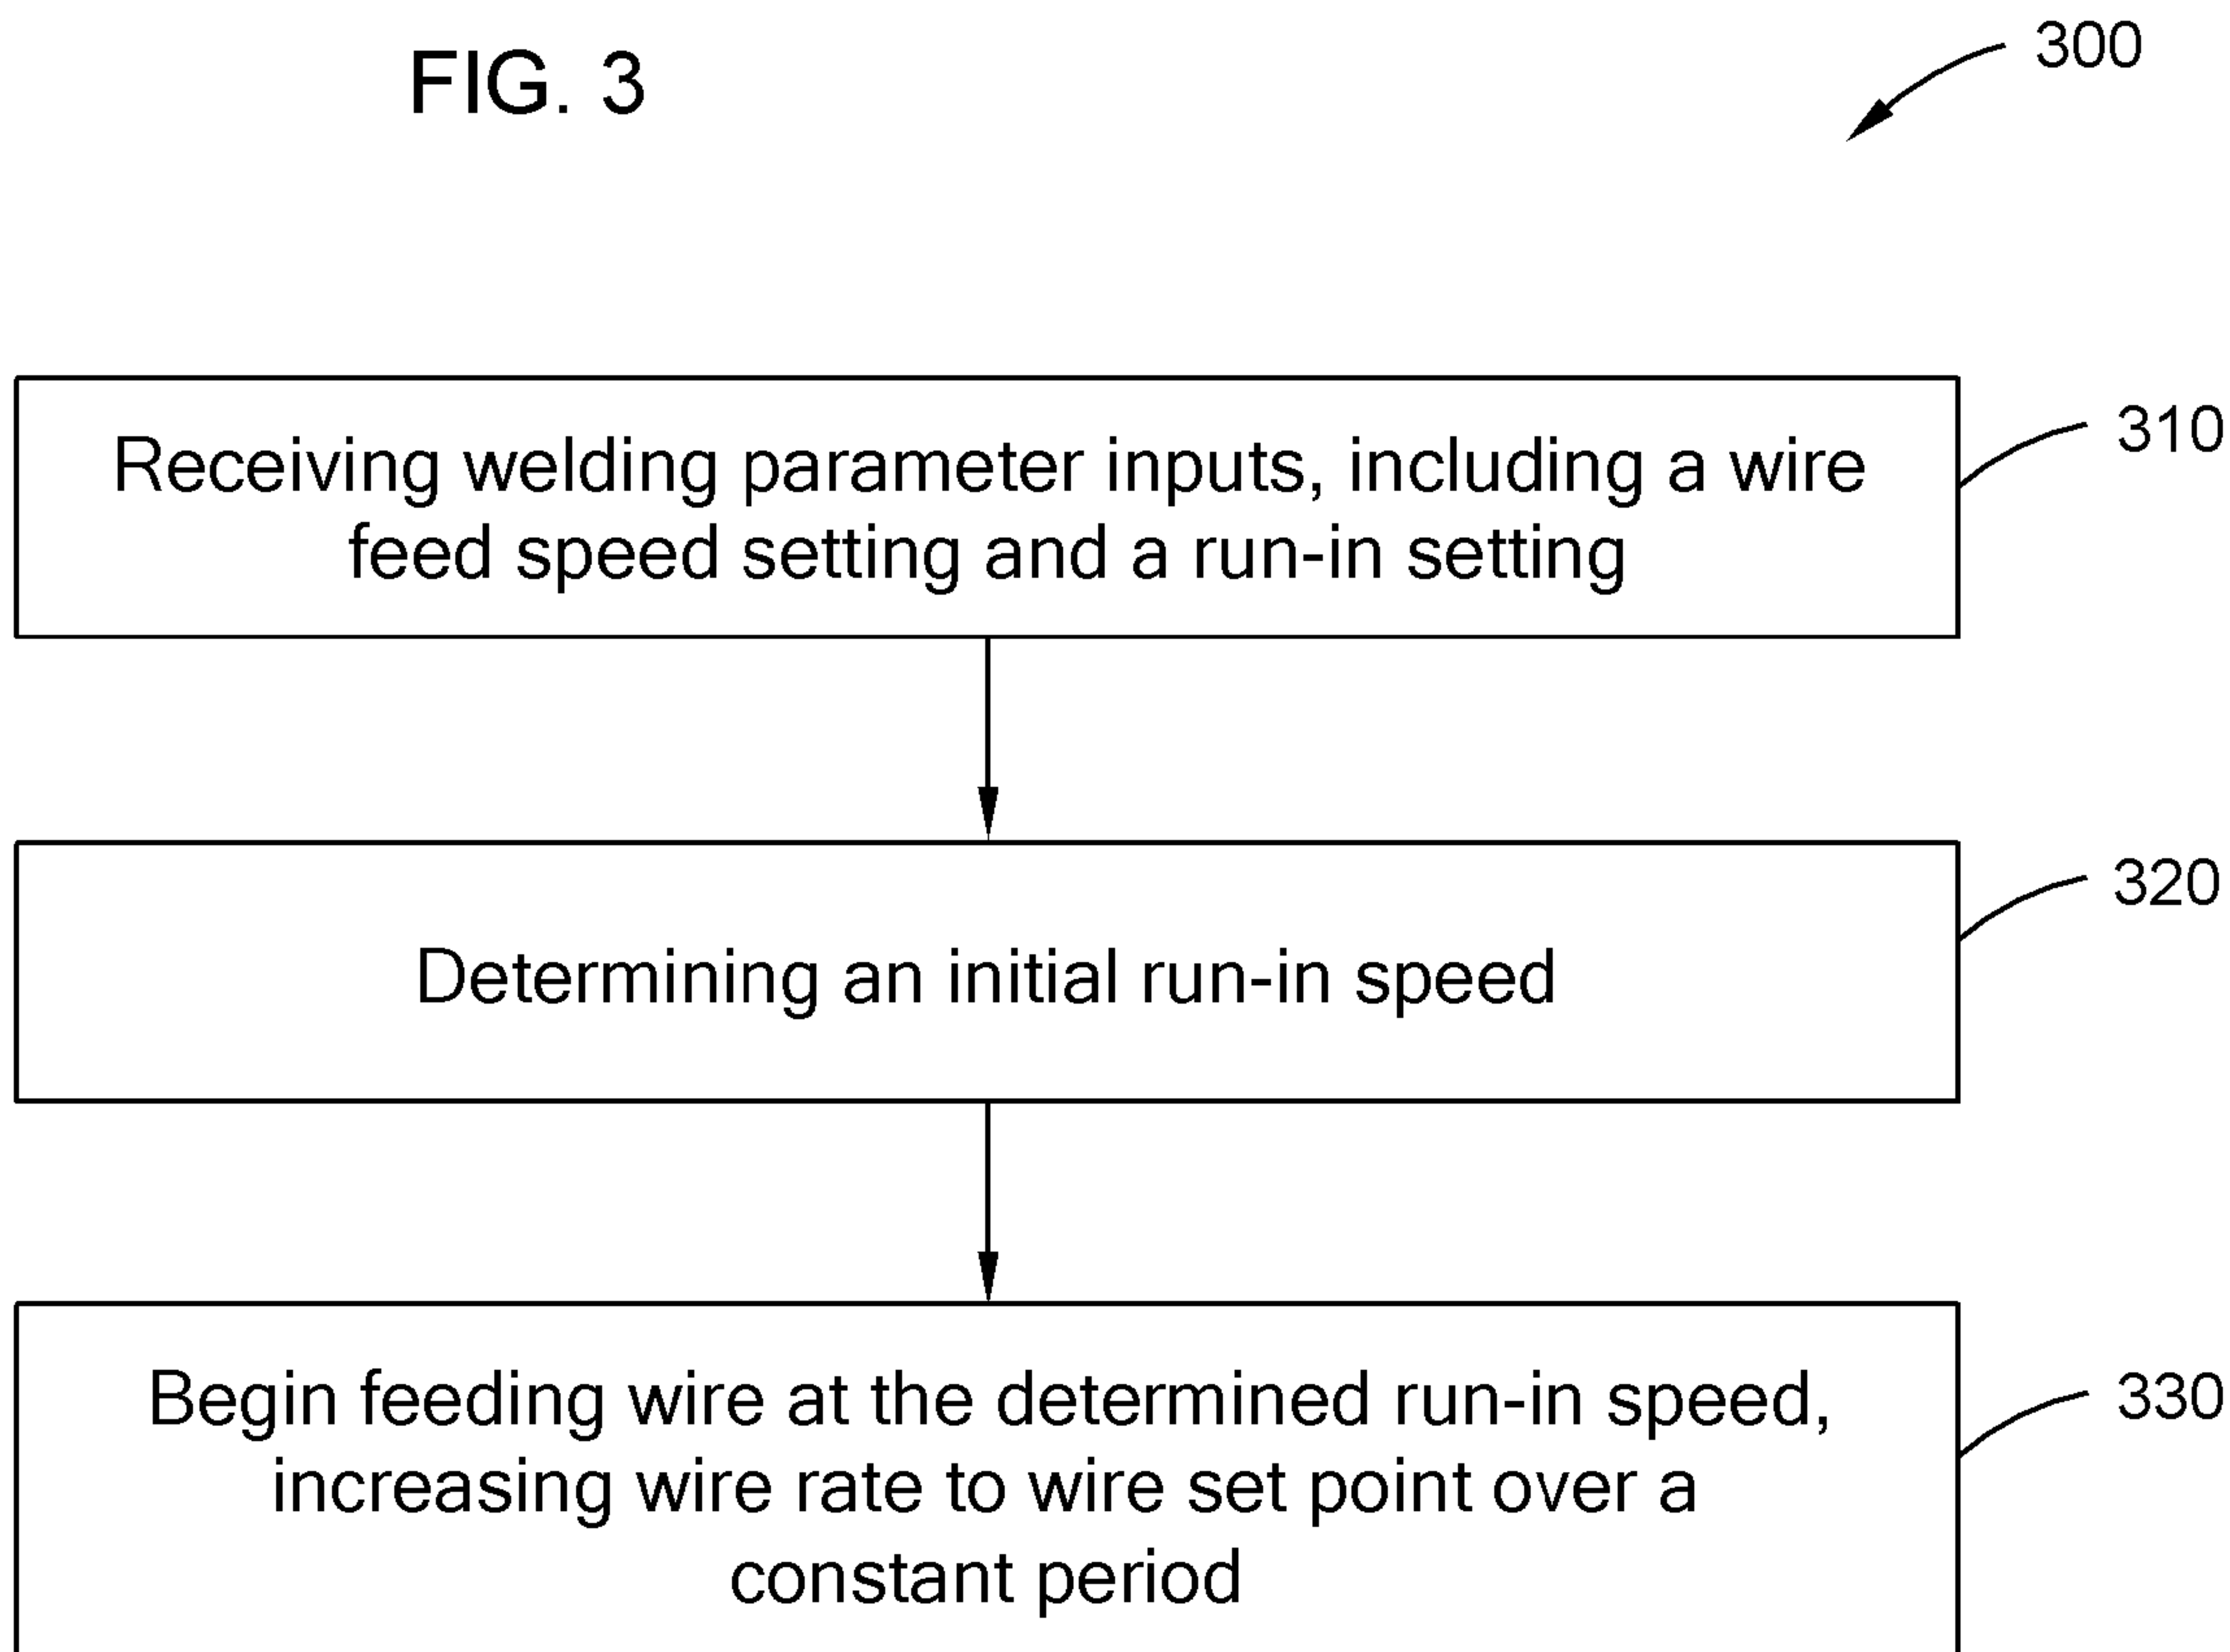 FIG. 3
300
Receiving welding parameter inputs, including a wire
feed speed setting and a run-in setting
310
Determining an initial run-in speed
320
Begin feeding wire at the determined run-in speed,
increasing wire rate to wire set point over a
constant period
330